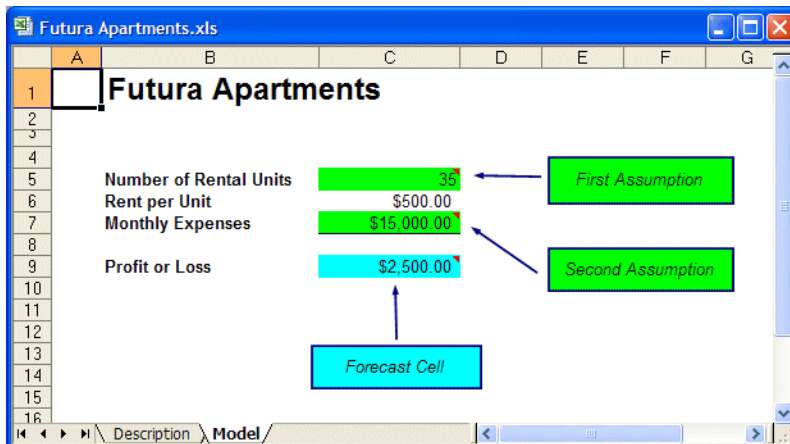 Futura Apartments.xls
A B C D E F G
1 Futura Apartments
2
3
4
5 Number of Rental Units 35 First Assumption
6 Rent per Unit $500.00
7 Monthly Expenses $15,000.00
8
9 Profit or Loss $2,500.00 Second Assumption
10
11
12
13
14 Forecast Cell
15
16
Description Model